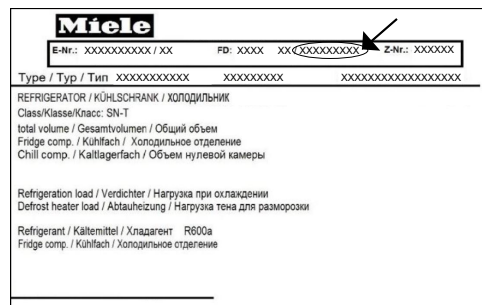 Miele
E-Nr.: XXXXXXXXXX / XX FD: XXXX XX XXXXXXXXX Z-Nr.: XXXXXX
Type / Typ / Тип XXXXXXXXXXX XXXXXXXXX XXXXXXXXXXXXXXXXXX
REFRIGERATOR / KÜHLSCHRANK / ХОЛОДИЛЬНИК
Class/Klasse/Класс: SN-T
total volume / Gesamtvolumen / Общий объем
Fridge comp. / Kühlfach / Холодильное отделение
Chill comp. / Kaltlagerfach / Объем нулевой камеры
Refrigeration load / Verdichter / Нагрузка при охлаждении
Defrost heater load / Abtauheizung / Нагрузка тена для разморозки
Refrigerant / Kältemittel / Хладагент R600a
Fridge comp. / Kühlfach / Холодильное отделение